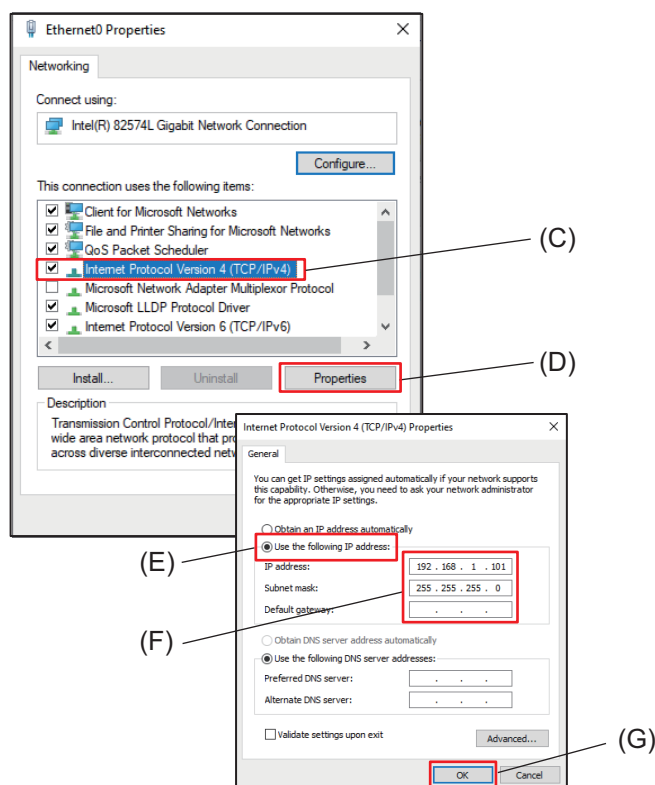 Ethernet0 Properties
Networking
Connect using:
Intel(R) 82574L Gigabit Network Connection
Configure...
This connection uses the following items:
Client for Microsoft Networks
File and Printer Sharing for Microsoft Networks
QoS Packet Scheduler
Internet Protocol Version 4 (TCP/IPv4)
Microsoft Network Adapter Multiplexor Protocol
Microsoft LLDP Protocol Driver
Internet Protocol Version 6 (TCP/IPv6)
(C)
Install...
Uninstall
Properties
(D)
Description
Transmission Control Protocol/Inter
wide area network protocol that pro
across diverse interconnected netw
Internet Protocol Version 4 (TCP/IPv4) Properties
General
You can get IP settings assigned automatically if your network supports
this capability. Otherwise, you need to ask your network administrator
for the appropriate IP settings.
Obtain an IP address automatically
(E)
Use the following IP address:
IP address:
192 . 168 . 1 . 101
Subnet mask:
255 . 255 . 255 . 0
Default gateway:
. . .
(F)
Obtain DNS server address automatically
Use the following DNS server addresses:
Preferred DNS server:
. . .
Alternate DNS server:
. . .
Validate settings upon exit
Advanced...
(G)
OK
Cancel